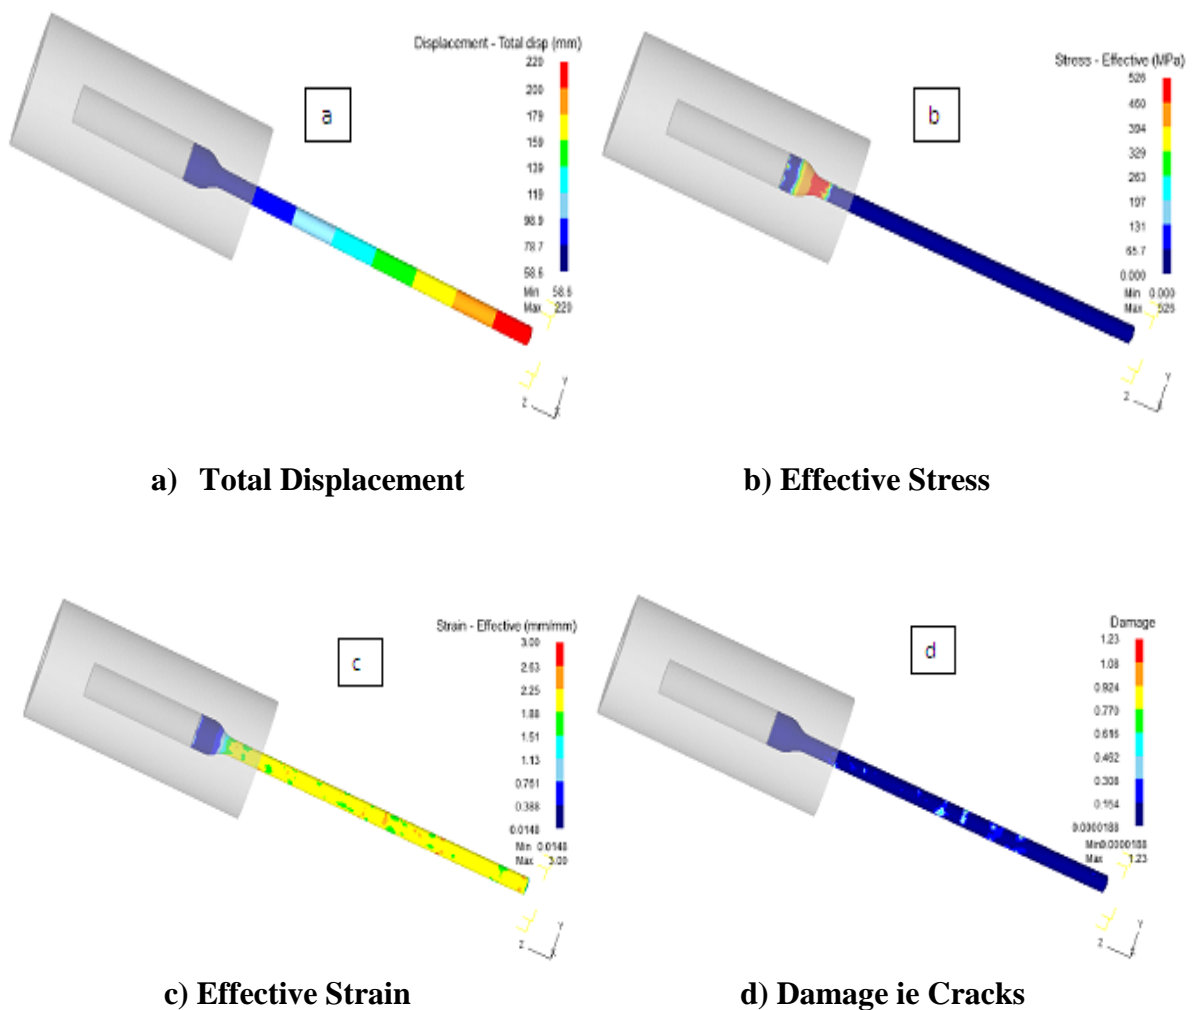 Displacement - Total disp (mm)
220
200
179
159
139
119
98.9
78.7
58.6
Min 58.6
Max 220
a
Z
Y
X
Stress - Effective (MPa)
526
460
394
329
263
197
131
65.7
0.000
Min 0.000
Max 526
b
Z
Y
X
a) Total Displacement
b) Effective Stress
Strain - Effective (mm/mm)
3.00
2.63
2.25
1.88
1.51
1.13
0.761
0.388
0.0148
Min 0.0148
Max 3.00
c
Z
Y
X
Damage
1.23
1.08
0.924
0.770
0.616
0.462
0.308
0.154
0.0000188
Min 0.0000188
Max 1.23
d
Z
Y
X
c) Effective Strain
d) Damage ie Cracks